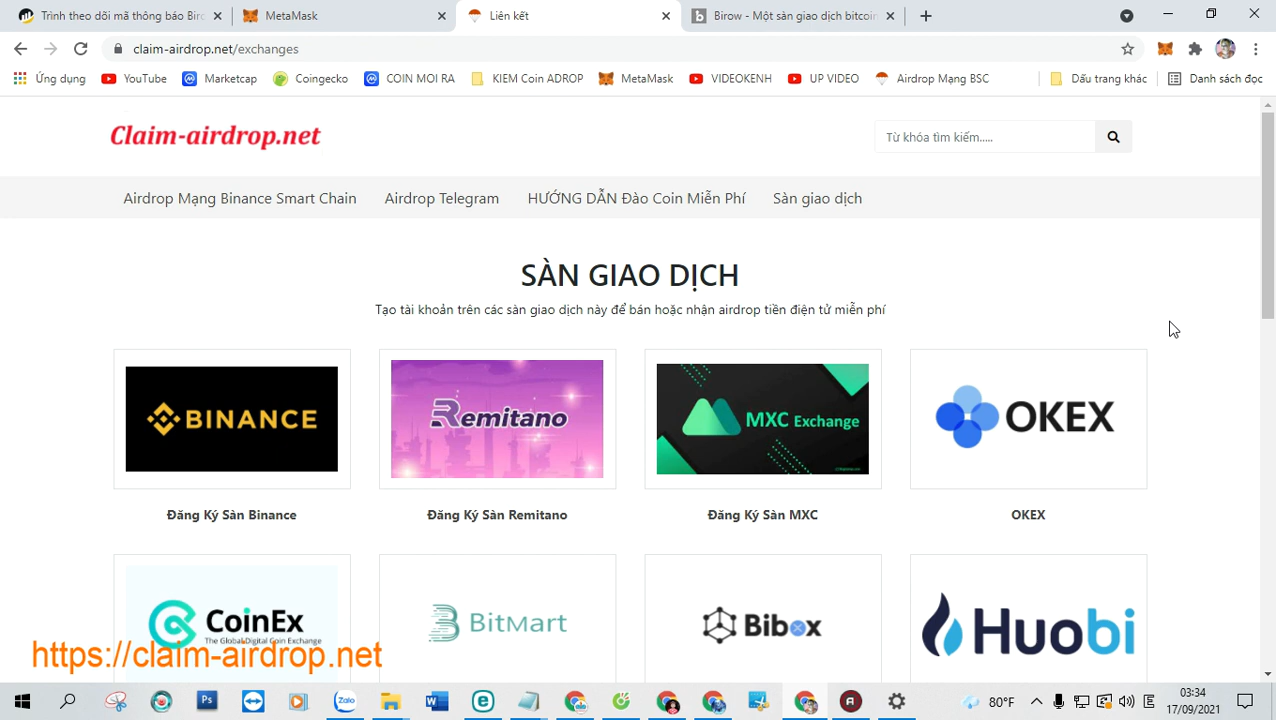 Trình theo dõi mã thông báo Birc
MetaMask
Liên kết
Birow - Một sàn giao dịch bitcoin
claim-airdrop.net/exchanges
Ứng dụng
YouTube
Marketcap
Coingecko
COIN MOI RA
KIEM Coin ADROP
MetaMask
VIDEOKENH
UP VIDEO
Airdrop Mạng BSC
Dấu trang khác
Danh sách đọc
Claim-airdrop.net
Từ khóa tìm kiếm.....
Airdrop Mạng Binance Smart Chain
Airdrop Telegram
HƯỚNG DẪN Đào Coin Miễn Phí
Sàn giao dịch
SÀN GIAO DỊCH
Tạo tài khoản trên các sàn giao dịch này để bán hoặc nhận airdrop tiền điện tử miễn phí
BINANCE
Remitano
MXC Exchange
OKEX
Đăng Ký Sàn Binance
Đăng Ký Sàn Remitano
Đăng Ký Sàn MXC
OKEX
CoinEx
The Global Digital Coin Exchange
BitMart
Bibox
Huobi
https://claim-airdrop.net
Ps
Zalo
80°F
03:34
17/09/2021